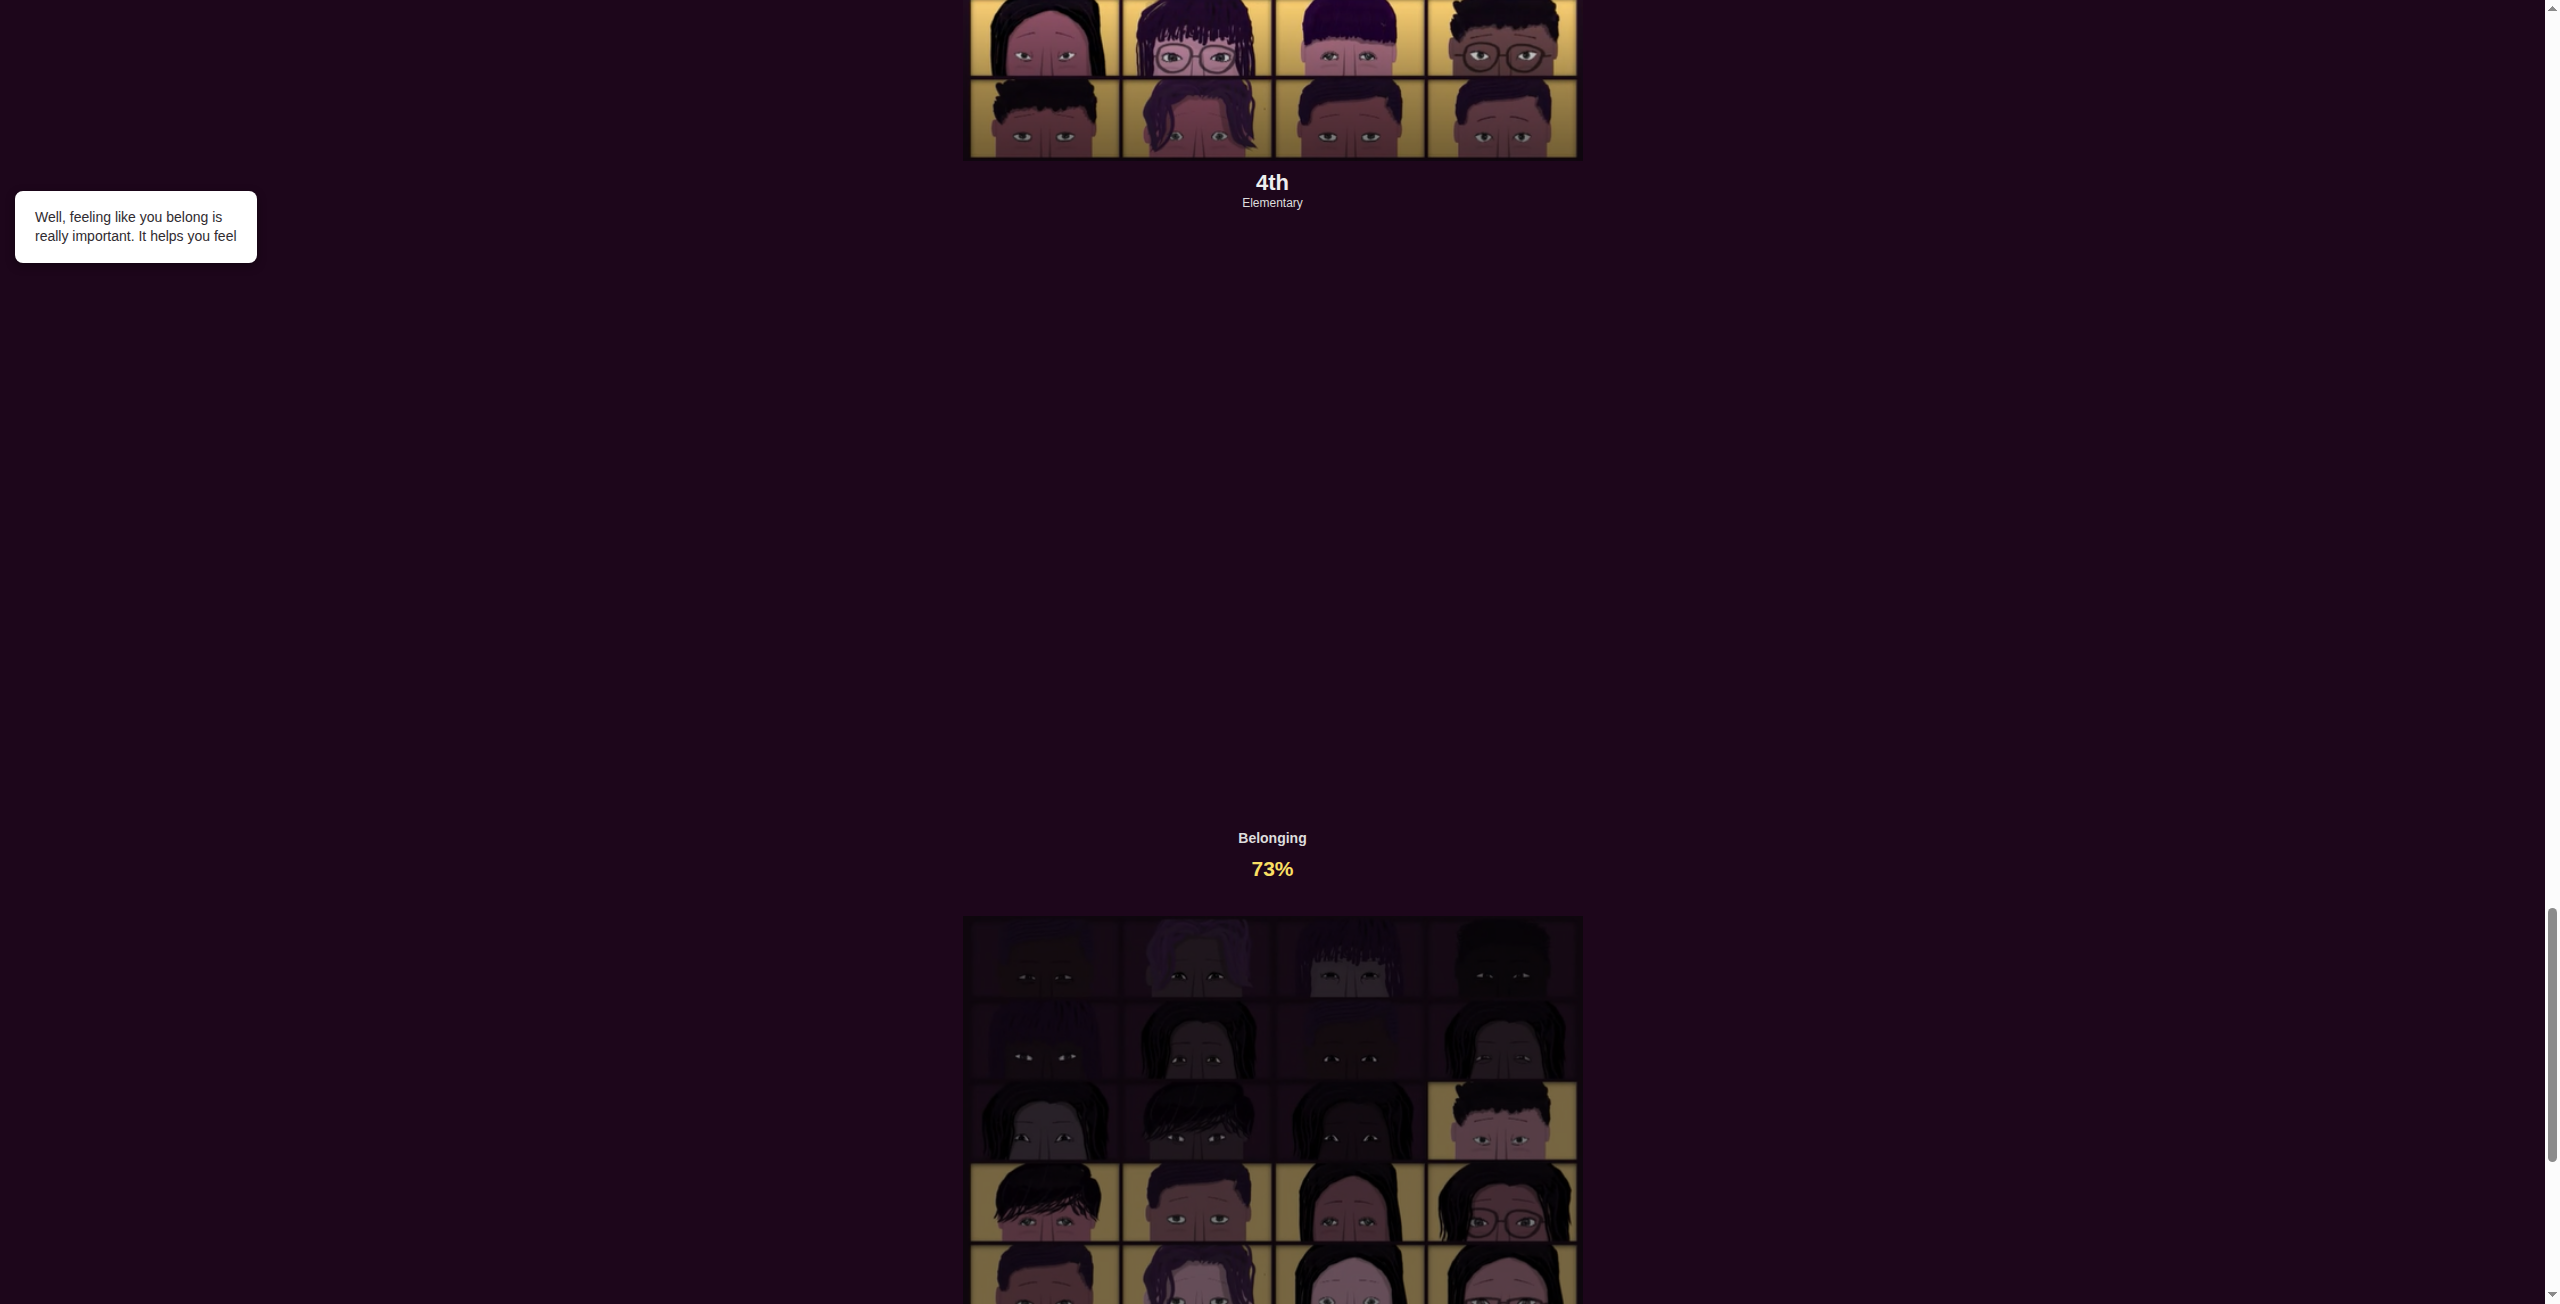 4th
Elementary
Well, feeling like you belong is
really important. It helps you feel
Belonging
73%